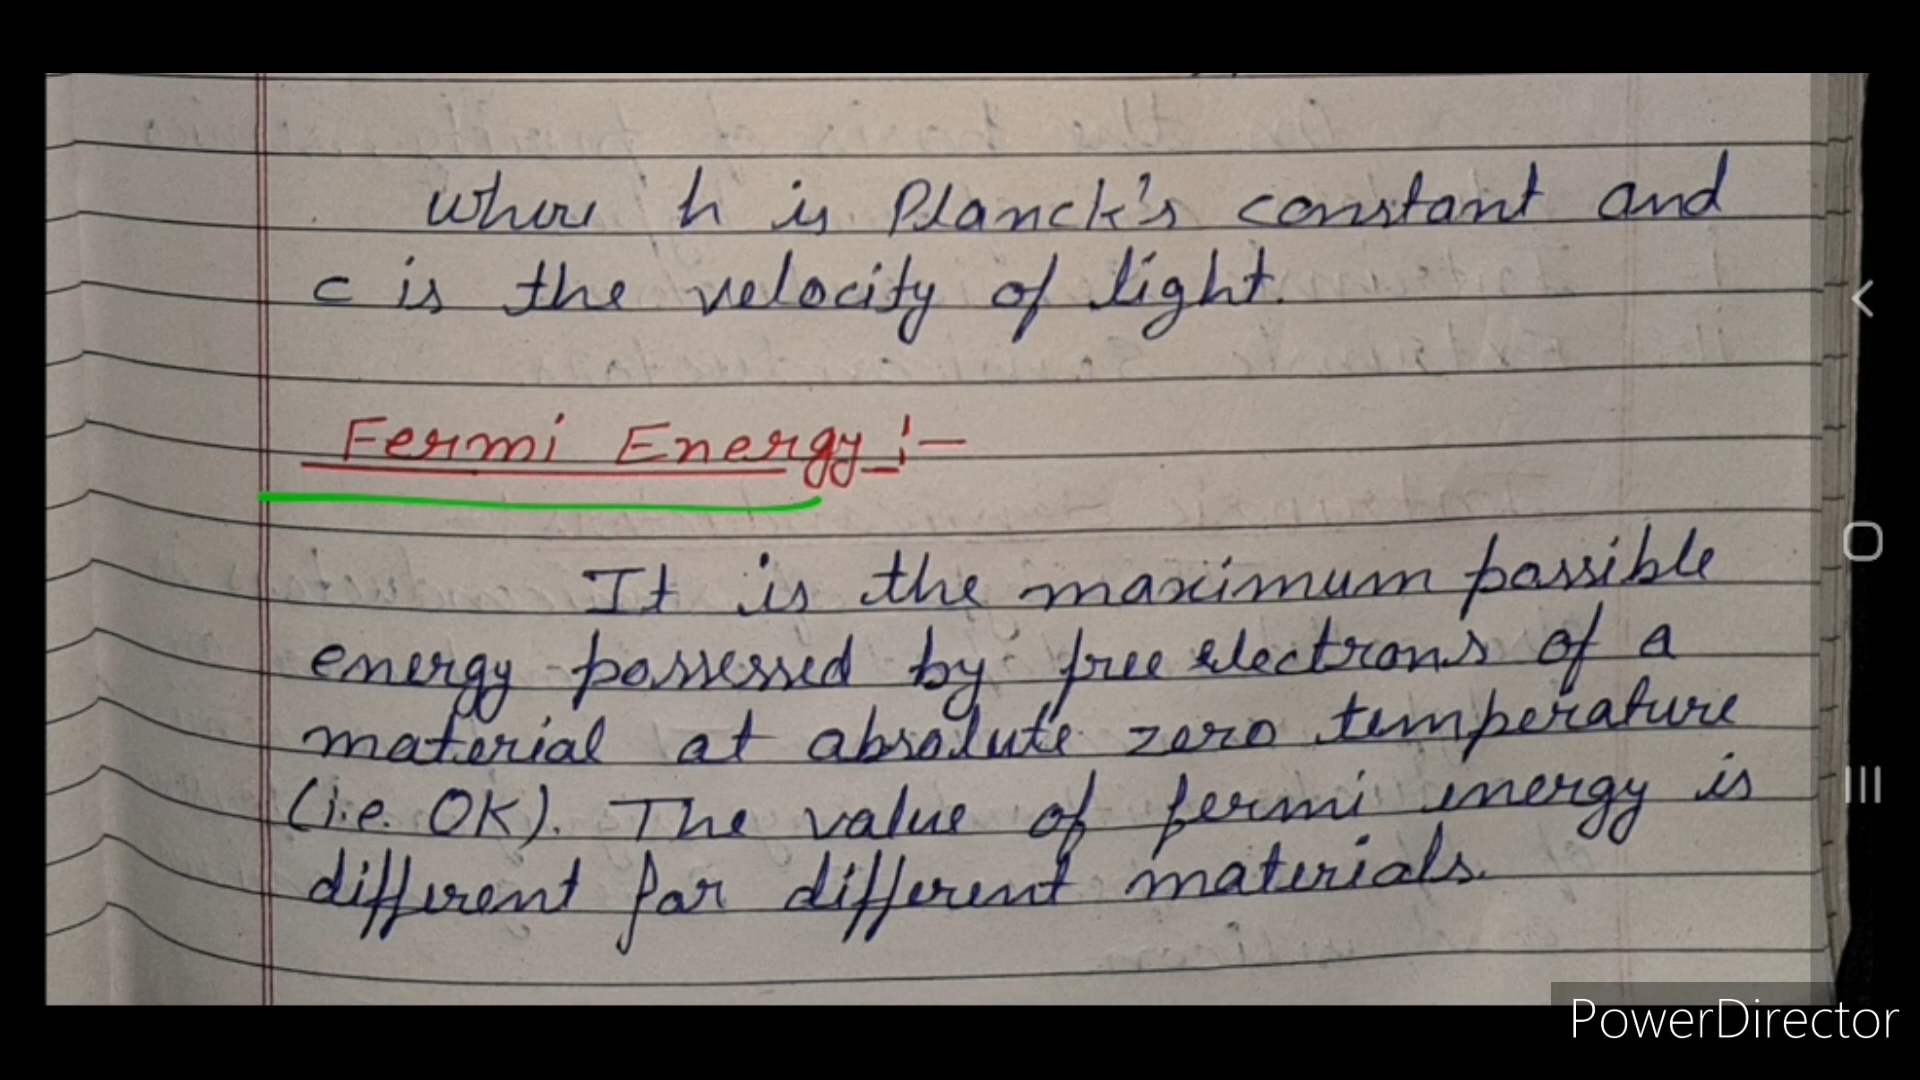 where h is Planck's constant and
c is the velocity of light.
Fermi Energy :-
It is the maximum possible
energy possessed by free electrons of a
material at absolute zero temperature
(i.e. OK). The value of fermi energy is
different for different materials.
PowerDirector